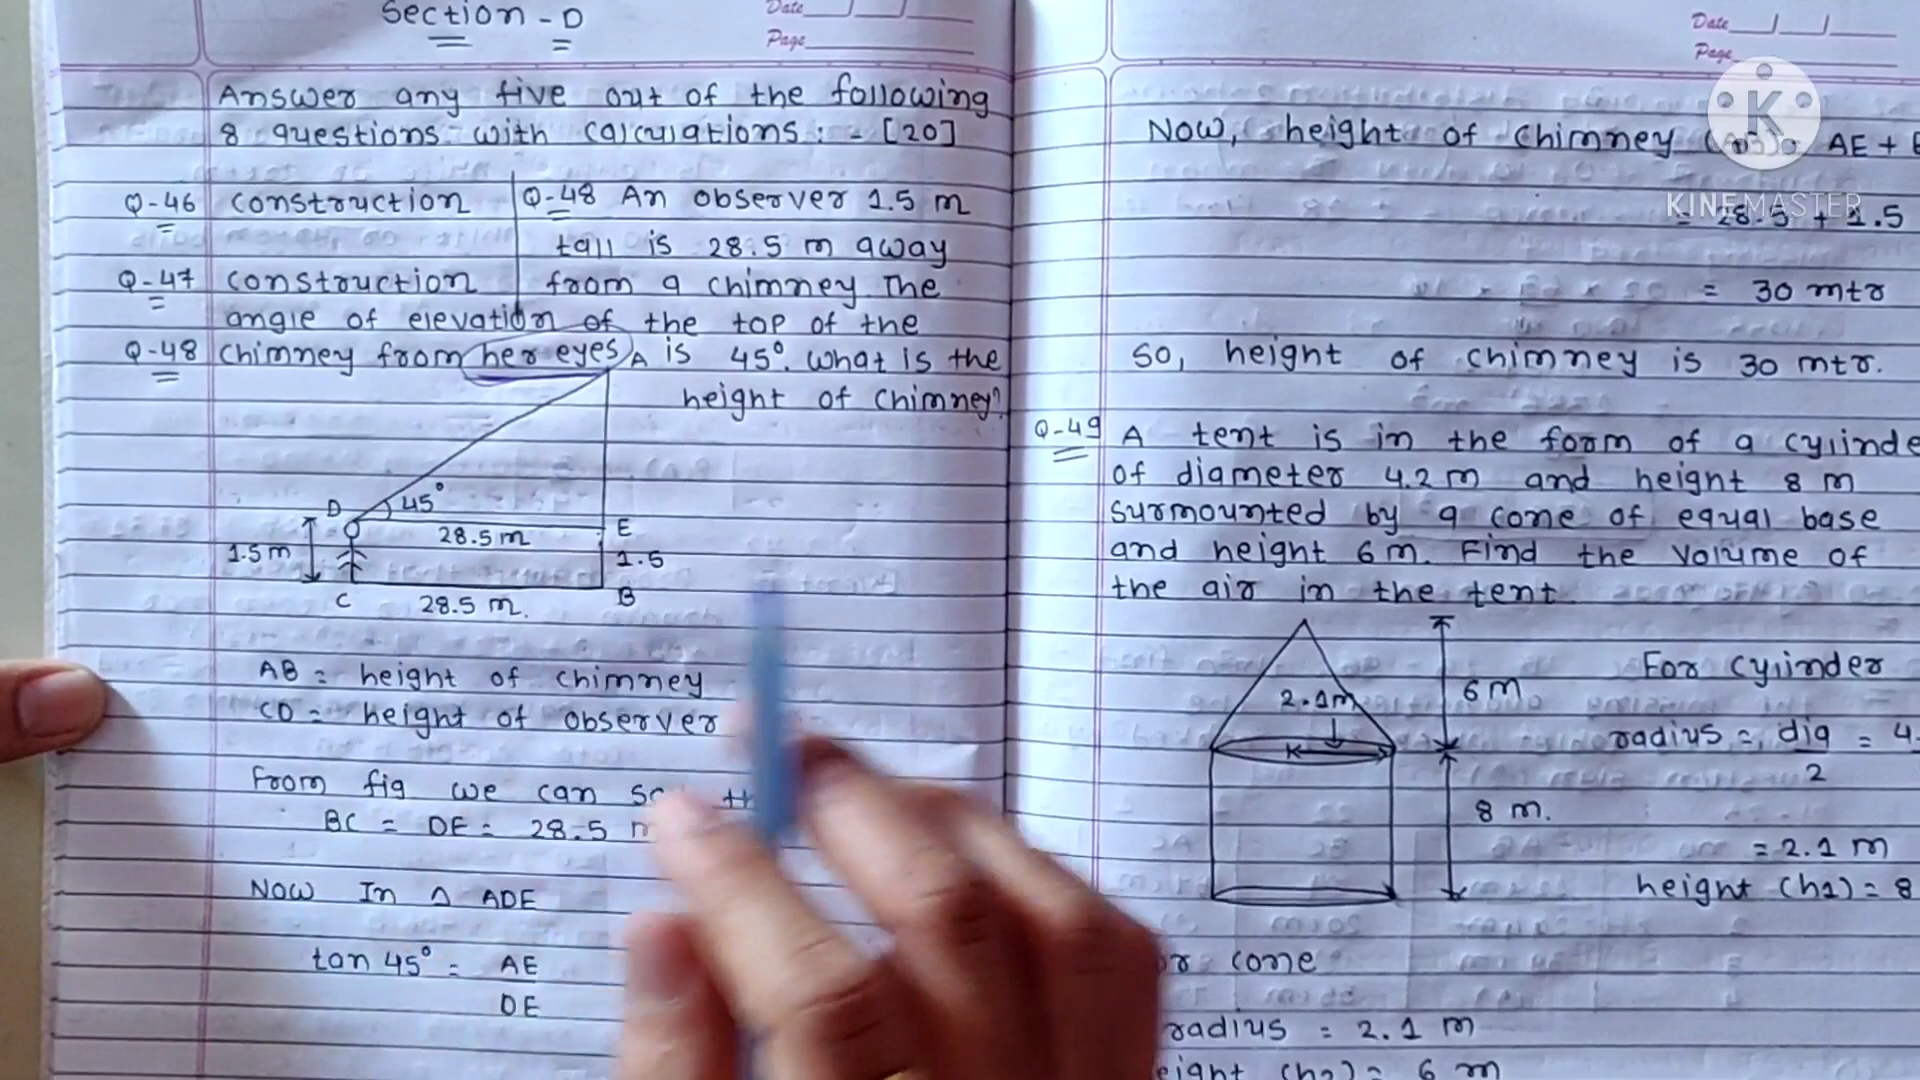 Section - D
Date
Page
Answer any five out of the following
8 questions with calculations: - [20]
Q-46 construction
Q-47 construction
Q-48 An observer 1.5 m
tall is 28.5 m away
from a chimney The
angle of elevation of the top of the
Q-48 chimney from her eyes is 45°. what is the
height of chimney?
A
D 45°
28.5 m E
1.5 m 1.5
C 28.5 m. B
AB = height of chimney
CD = height of observer
From fig we can
BC = DE = 28.5
Now In △ ADE
tan 45° = AE
DE
Date
Page
Now, height of chimney AE +
= 28.5 + 1.5
= 30 mtr
So, height of chimney is 30 mtr.
Q-49 A tent is in the form of a
of diameter 4.2 m and height 8 m
surmounted by a cone of equal base
and height 6 m. Find the volume of
the air in the tent
For cylinder
6 m
2.1 m
radius = dia =
2
8 m.
= 2.1 m
height (h1) = 8
cone
radius = 2.1 m
(h2) = 6 m
K
KINEMASTER